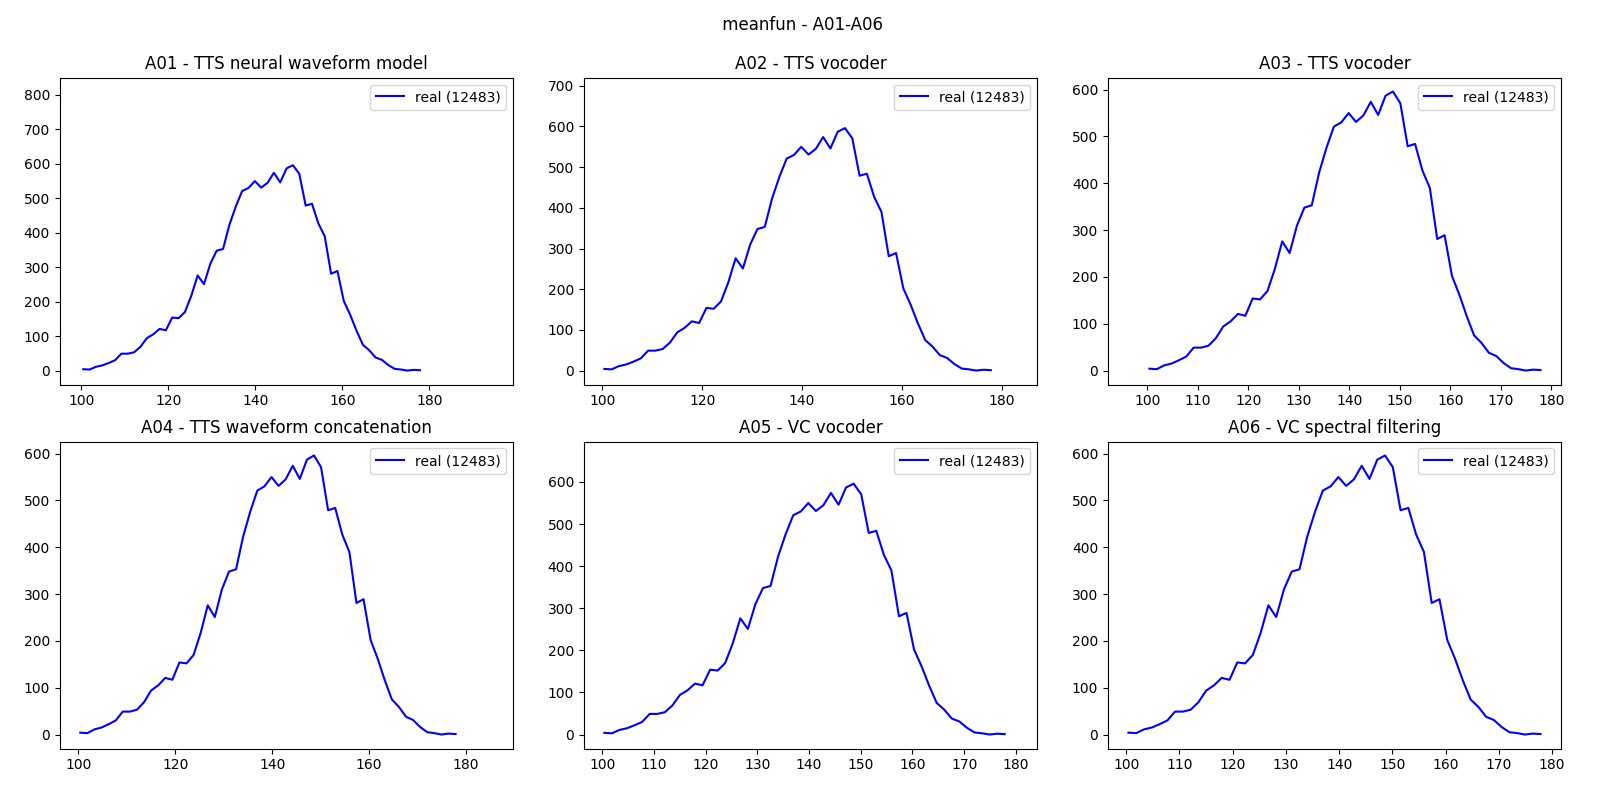 meanfun - A01-A06
A01 - TTS neural waveform model
800
700
600
500
400
300
200
100
0
real (12483)
100 120 140 160 180
A02 - TTS vocoder
700
600
500
400
300
200
100
0
real (12483)
100 120 140 160 180
A03 - TTS vocoder
600
500
400
300
200
100
0
real (12483)
100 110 120 130 140 150 160 170 180
A04 - TTS waveform concatenation
600
500
400
300
200
100
0
real (12483)
100 120 140 160 180
A05 - VC vocoder
600
500
400
300
200
100
0
real (12483)
100 110 120 130 140 150 160 170 180
A06 - VC spectral filtering
600
500
400
300
200
100
0
real (12483)
100 110 120 130 140 150 160 170 180